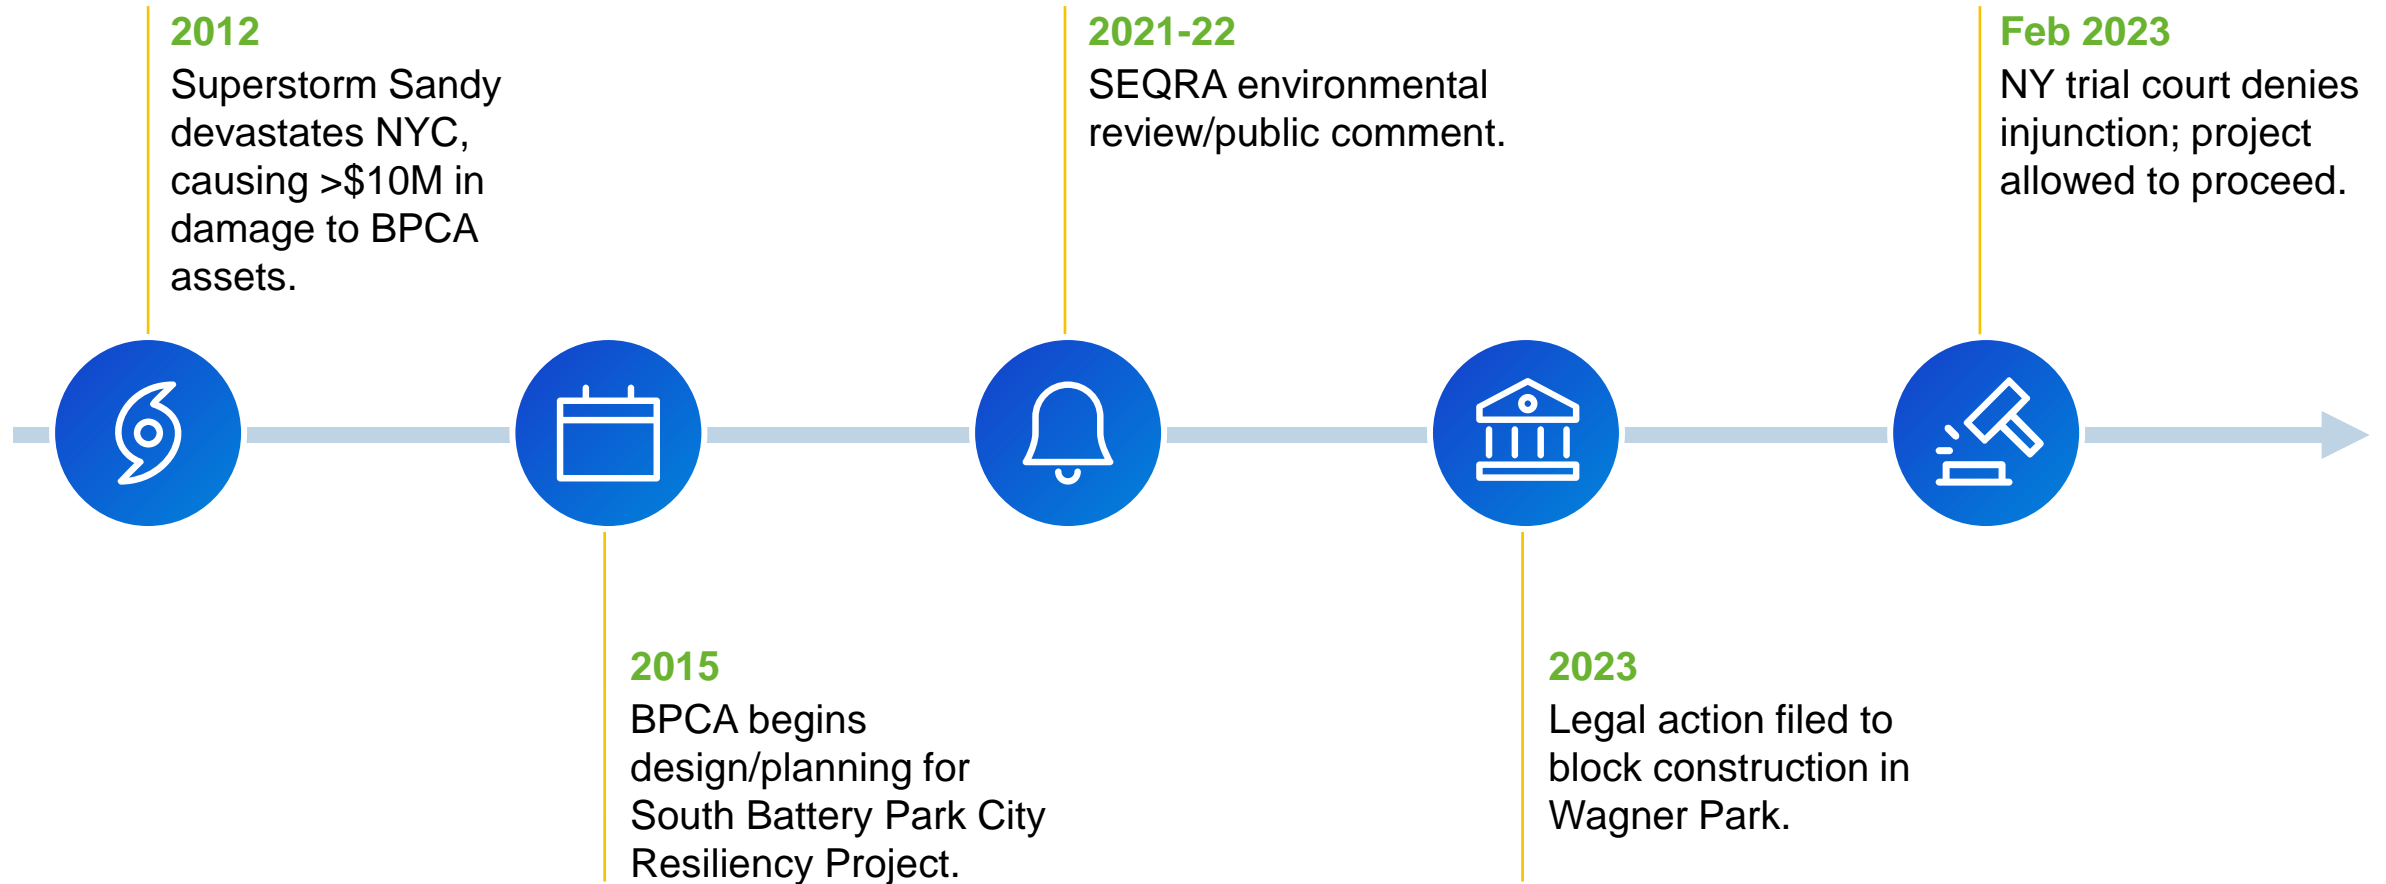 2012
Superstorm Sandy
devastates NYC,
causing >$10M in
damage to BPCA
assets.
2015
BPCA begins
design/planning for
South Battery Park City
Resiliency Project.
2021-22
SEQRA environmental
review/public comment.
2023
Legal action filed to
block construction in
Wagner Park.
Feb 2023
NY trial court denies
injunction; project
allowed to proceed.